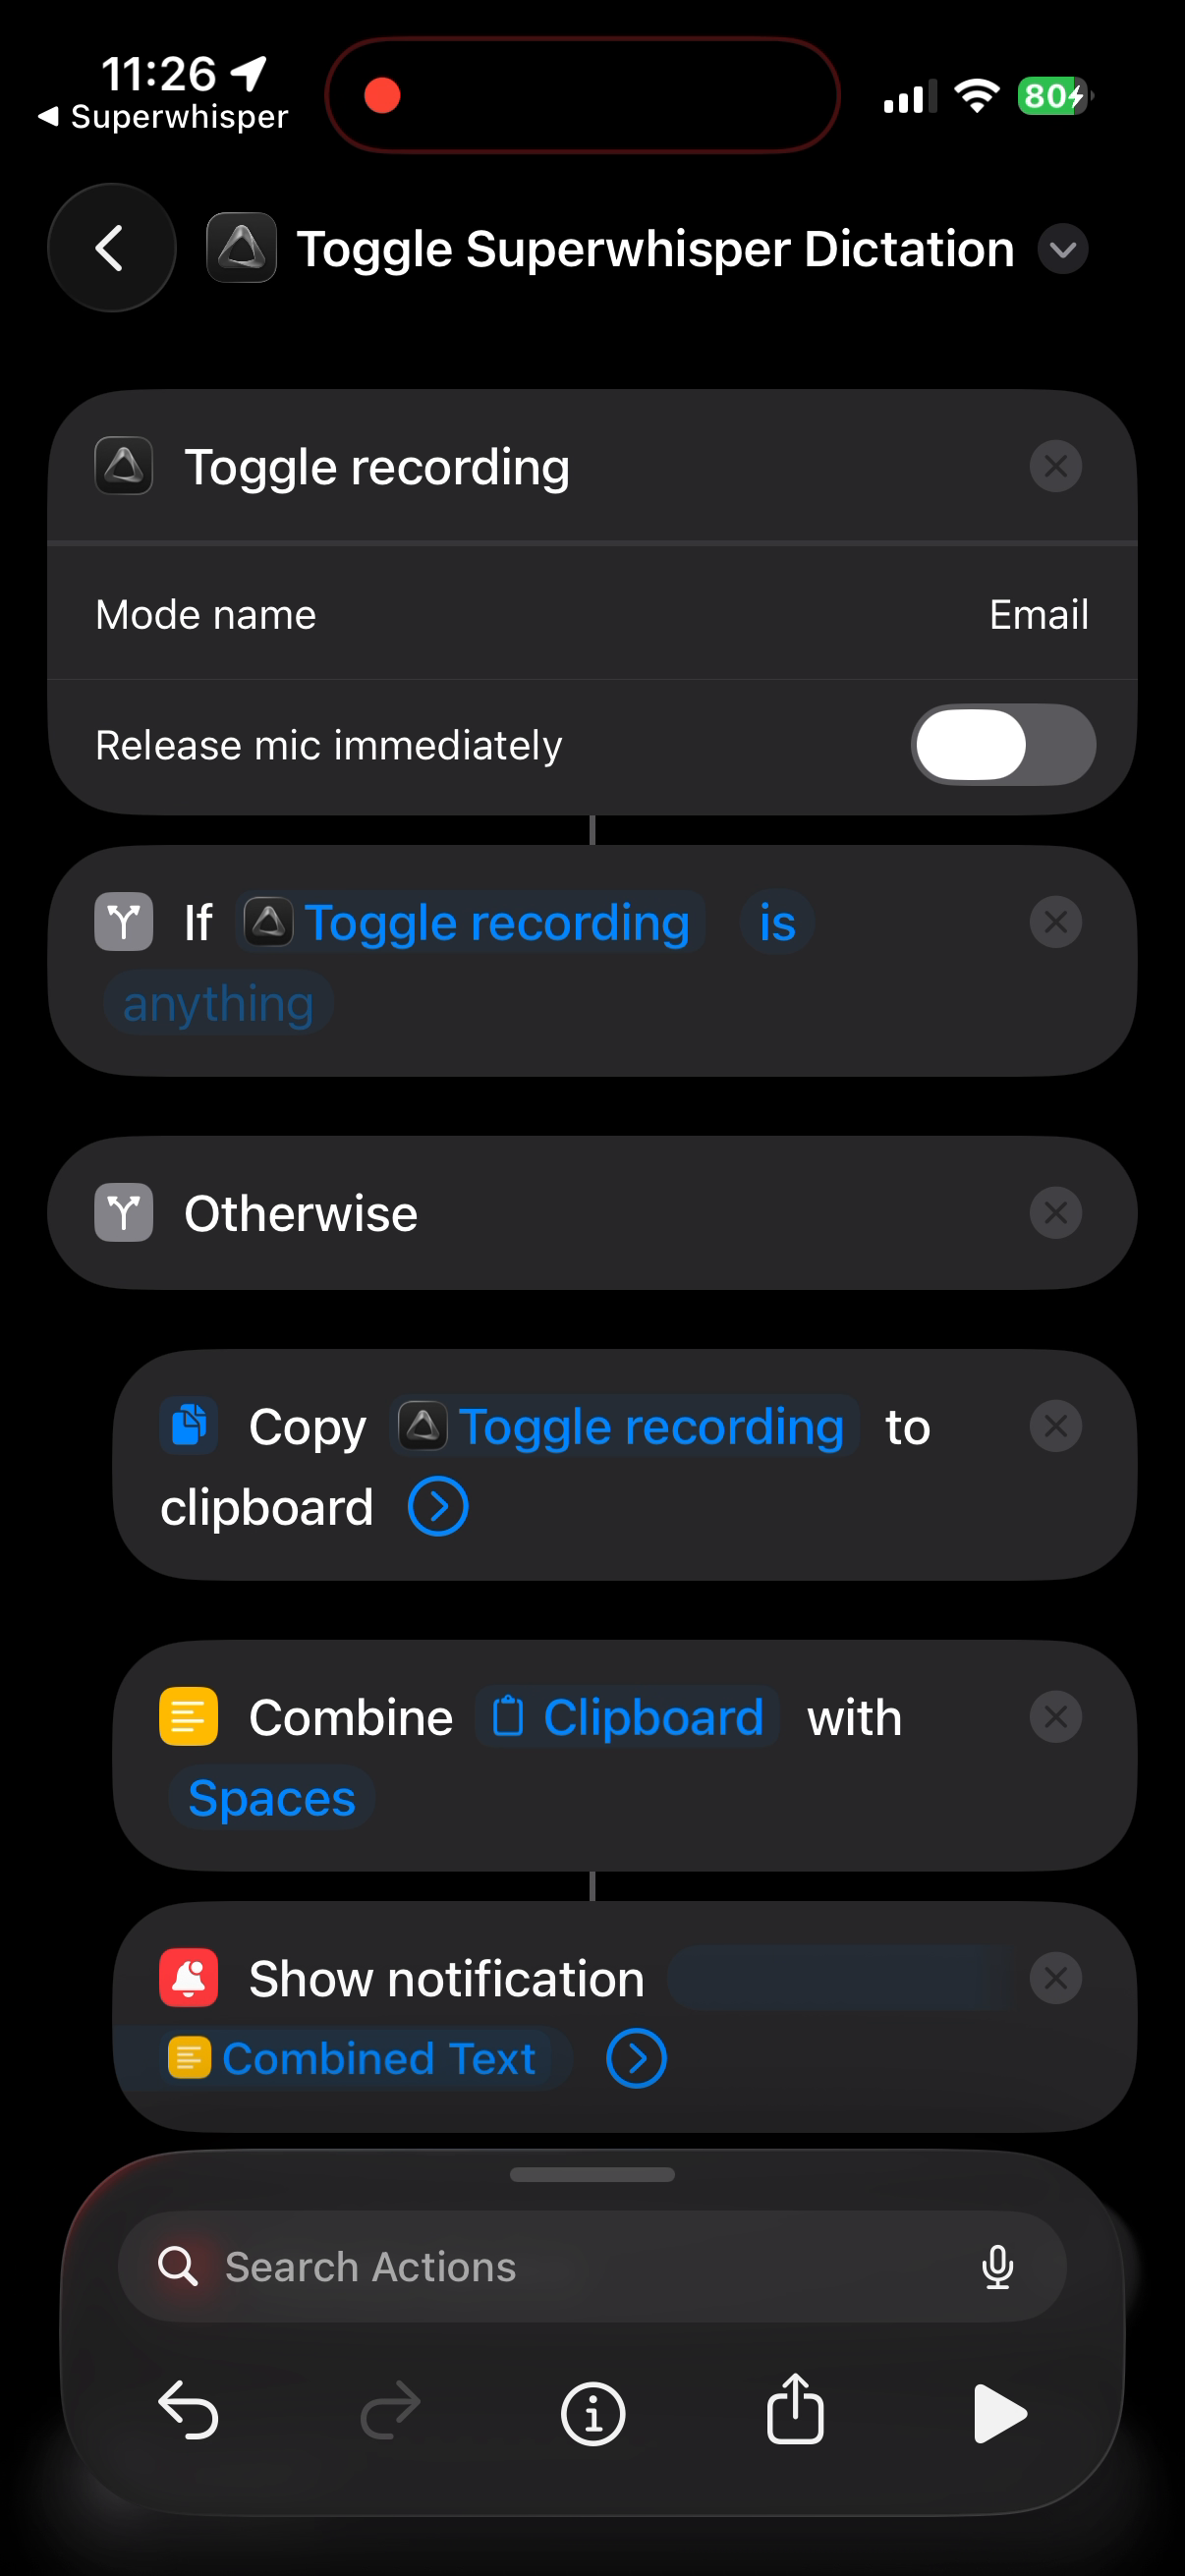 11:26
Superwhisper
80
Toggle Superwhisper Dictation
Toggle recording
Mode name Email
Release mic immediately
If Toggle recording is
anything
Otherwise
Copy Toggle recording to
clipboard
Combine Clipboard with
Spaces
Show notification
Combined Text
Search Actions